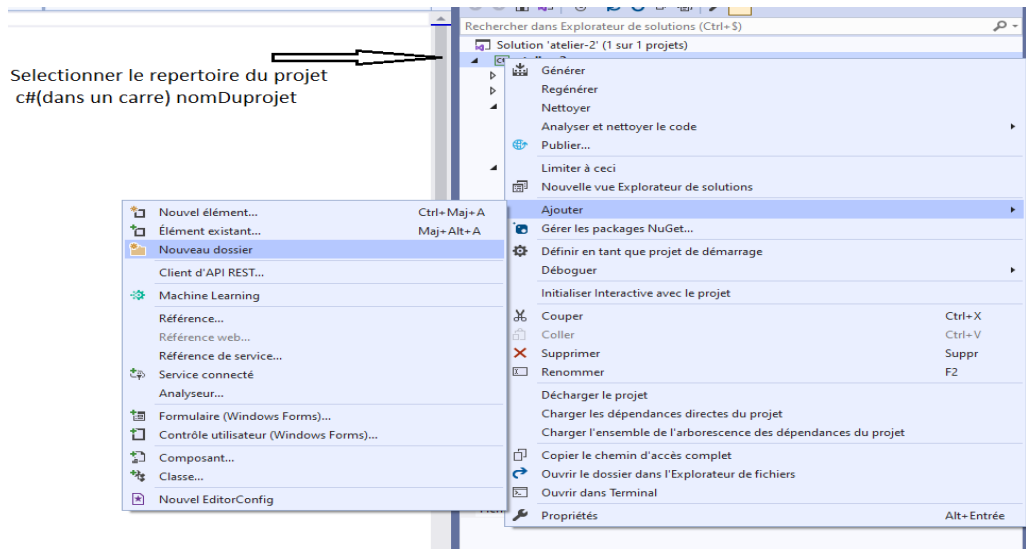 Rechercher dans Explorateur de solutions (Ctrl+$)
Solution 'atelier-2' (1 sur 1 projets)
Selectionner le repertoire du projet
c#(dans un carre) nomDuprojet
Générer
Regénérer
Nettoyer
Analyser et nettoyer le code
Publier...
Limiter à ceci
Nouvelle vue Explorateur de solutions
Ajouter
Gérer les packages NuGet...
Définir en tant que projet de démarrage
Déboguer
Initialiser Interactive avec le projet
Couper Ctrl+X
Coller Ctrl+V
Supprimer Suppr
Renommer F2
Décharger le projet
Charger les dépendances directes du projet
Charger l'ensemble de l'arborescence des dépendances du projet
Copier le chemin d'accès complet
Ouvrir le dossier dans l'Explorateur de fichiers
Ouvrir dans Terminal
Propriétés Alt+Entrée
Nouvel élément... Ctrl+Maj+A
Élément existant... Maj+Alt+A
Nouveau dossier
Client d'API REST...
Machine Learning
Référence...
Référence web...
Référence de service...
Service connecté
Analyseur...
Formulaire (Windows Forms)...
Contrôle utilisateur (Windows Forms)...
Composant...
Classe...
Nouvel EditorConfig